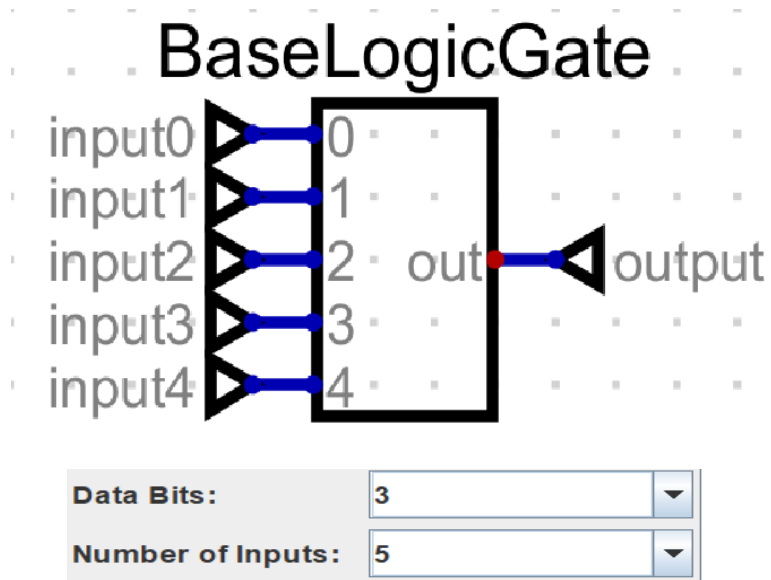 BaseLogicGate
input0 0
input1 1
input2 2 out output
input3 3
input4 4
Data Bits: 3
Number of Inputs: 5